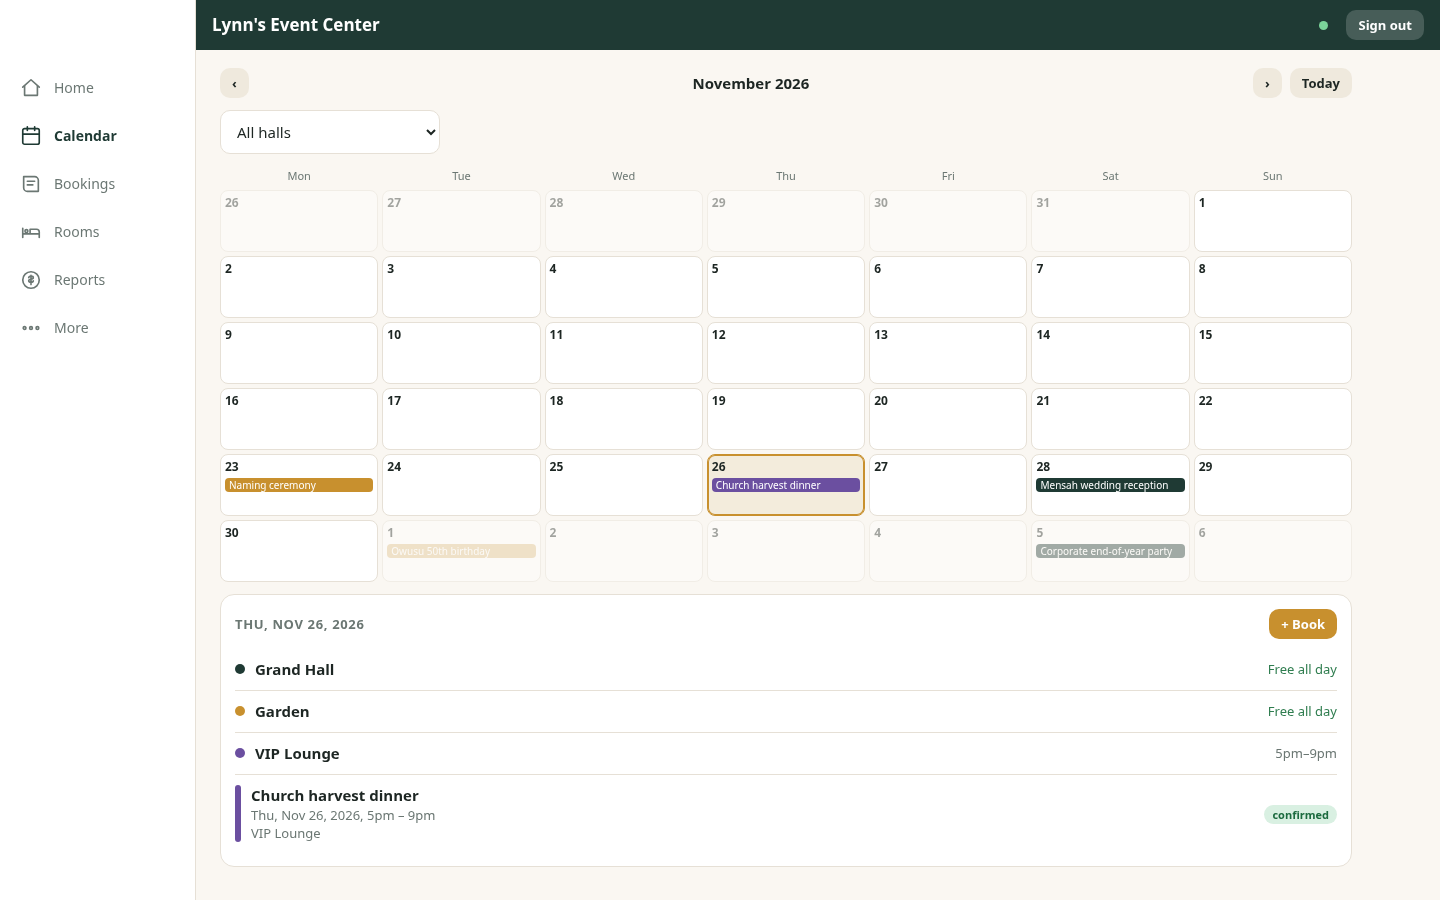 Lynn's Event Center
Sign out
Home
Calendar
Bookings
Rooms
Reports
More
‹
November 2026
›
Today
All halls
Mon Tue Wed Thu Fri Sat Sun
26 27 28 29 30 31 1
2 3 4 5 6 7 8
9 10 11 12 13 14 15
16 17 18 19 20 21 22
23 24 25 26 27 28 29
Naming ceremony Church harvest dinner Mensah wedding reception
30 1 2 3 4 5 6
Owusu 50th birthday Corporate end-of-year party
THU, NOV 26, 2026
+ Book
Grand Hall Free all day
Garden Free all day
VIP Lounge 5pm–9pm
Church harvest dinner
Thu, Nov 26, 2026, 5pm – 9pm
VIP Lounge
confirmed